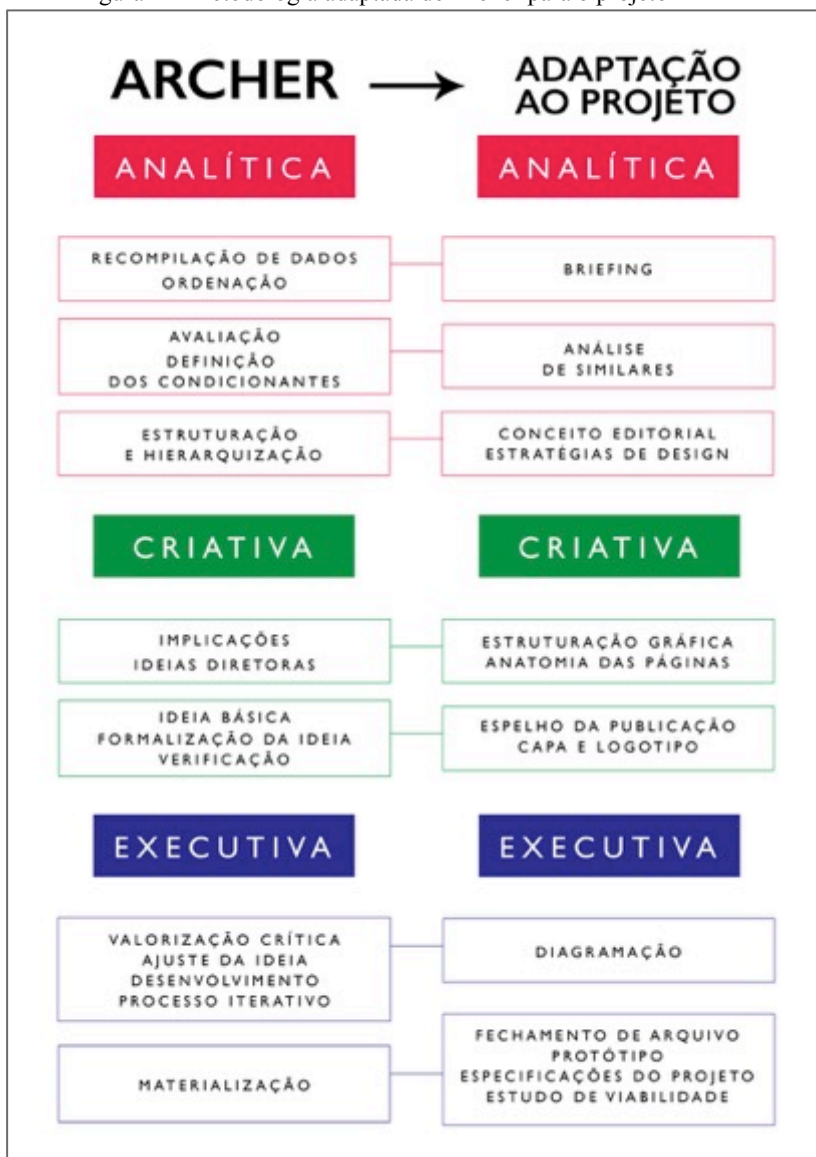 ARCHER
ADAPTAÇÃO
AO PROJETO
ANALÍTICA
ANALÍTICA
RECOMPILAÇÃO DE DADOS
ORDENAÇÃO
BRIEFING
AVALIAÇÃO
DEFINIÇÃO
DOS CONDICIONANTES
ANÁLISE
DE SIMILARES
ESTRUTURAÇÃO
E HIERARQUIZAÇÃO
CONCEITO EDITORIAL
ESTRATÉGIAS DE DESIGN
CRIATIVA
CRIATIVA
IMPLICAÇÕES
IDEIAS DIRETORAS
ESTRUTURAÇÃO GRÁFICA
ANATOMIA DAS PÁGINAS
IDEIA BÁSICA
FORMALIZAÇÃO DA IDEIA
VERIFICAÇÃO
ESPELHO DA PUBLICAÇÃO
CAPA E LOGOTIPO
EXECUTIVA
EXECUTIVA
VALORIZAÇÃO CRÍTICA
AJUSTE DA IDEIA
DESENVOLVIMENTO
PROCESSO ITERATIVO
DIAGRAMAÇÃO
MATERIALIZAÇÃO
FECHAMENTO DE ARQUIVO
PROTÓTIPO
ESPECIFICAÇÕES DO PROJETO
ESTUDO DE VIABILIDADE